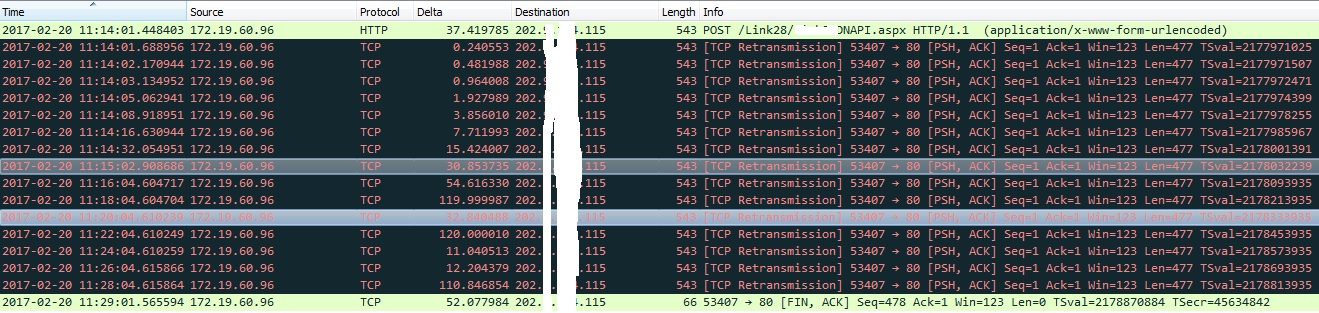 Time Source Protocol Delta Destination Length Info
2017-02-20 11:14:01.448403 172.19.60.96 HTTP 37.419785 202. .115 543 POST /Link28/ ONAPI.aspx HTTP/1.1 (application/x-www-form-urlencoded)
2017-02-20 11:14:01.688956 172.19.60.96 TCP 0.240553 202. .115 543 [TCP Retransmission] 53407 → 80 [PSH, ACK] Seq=1 Ack=1 Win=123 Len=477 TSval=2177971025
2017-02-20 11:14:02.170944 172.19.60.96 TCP 0.481988 202. .115 543 [TCP Retransmission] 53407 → 80 [PSH, ACK] Seq=1 Ack=1 Win=123 Len=477 TSval=2177971507
2017-02-20 11:14:03.134952 172.19.60.96 TCP 0.964008 202. .115 543 [TCP Retransmission] 53407 → 80 [PSH, ACK] Seq=1 Ack=1 Win=123 Len=477 TSval=2177972471
2017-02-20 11:14:05.062941 172.19.60.96 TCP 1.927989 202. .115 543 [TCP Retransmission] 53407 → 80 [PSH, ACK] Seq=1 Ack=1 Win=123 Len=477 TSval=2177974399
2017-02-20 11:14:08.918951 172.19.60.96 TCP 3.856010 202. .115 543 [TCP Retransmission] 53407 → 80 [PSH, ACK] Seq=1 Ack=1 Win=123 Len=477 TSval=2177978255
2017-02-20 11:14:16.630944 172.19.60.96 TCP 7.711993 202. .115 543 [TCP Retransmission] 53407 → 80 [PSH, ACK] Seq=1 Ack=1 Win=123 Len=477 TSval=2177985967
2017-02-20 11:14:32.054951 172.19.60.96 TCP 15.424007 202. .115 543 [TCP Retransmission] 53407 → 80 [PSH, ACK] Seq=1 Ack=1 Win=123 Len=477 TSval=2178001391
2017-02-20 11:15:02.908686 172.19.60.96 TCP 30.853735 202. .115 543 [TCP Retransmission] 53407 → 80 [PSH, ACK] Seq=1 Ack=1 Win=123 Len=477 TSval=2178032239
2017-02-20 11:16:04.604717 172.19.60.96 TCP 54.616330 202. .115 543 [TCP Retransmission] 53407 → 80 [PSH, ACK] Seq=1 Ack=1 Win=123 Len=477 TSval=2178093935
2017-02-20 11:18:04.604704 172.19.60.96 TCP 119.999987 202. .115 543 [TCP Retransmission] 53407 → 80 [PSH, ACK] Seq=1 Ack=1 Win=123 Len=477 TSval=2178213935
2017-02-20 11:20:04.610239 172.19.60.96 TCP 32.840488 202. .115 543 [TCP Retransmission] 53407 → 80 [PSH, ACK] Seq=1 Ack=1 Win=123 Len=477 TSval=2178333935
2017-02-20 11:22:04.610249 172.19.60.96 TCP 120.000010 202. .115 543 [TCP Retransmission] 53407 → 80 [PSH, ACK] Seq=1 Ack=1 Win=123 Len=477 TSval=2178453935
2017-02-20 11:24:04.610259 172.19.60.96 TCP 11.040513 202. .115 543 [TCP Retransmission] 53407 → 80 [PSH, ACK] Seq=1 Ack=1 Win=123 Len=477 TSval=2178573935
2017-02-20 11:26:04.615866 172.19.60.96 TCP 12.204379 202. .115 543 [TCP Retransmission] 53407 → 80 [PSH, ACK] Seq=1 Ack=1 Win=123 Len=477 TSval=2178693935
2017-02-20 11:28:04.615864 172.19.60.96 TCP 110.846854 202. .115 543 [TCP Retransmission] 53407 → 80 [PSH, ACK] Seq=1 Ack=1 Win=123 Len=477 TSval=2178813935
2017-02-20 11:29:01.565594 172.19.60.96 TCP 52.077984 202. .115 66 53407 → 80 [FIN, ACK] Seq=478 Ack=1 Win=123 Len=0 TSval=2178870884 TSecr=45634842